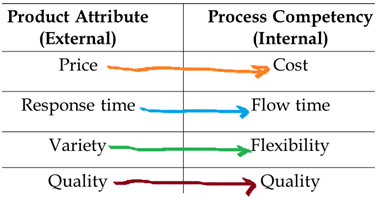 Product Attribute Process Competency
(External) (Internal)
Price Cost
Response time Flow time
Variety Flexibility
Quality Quality